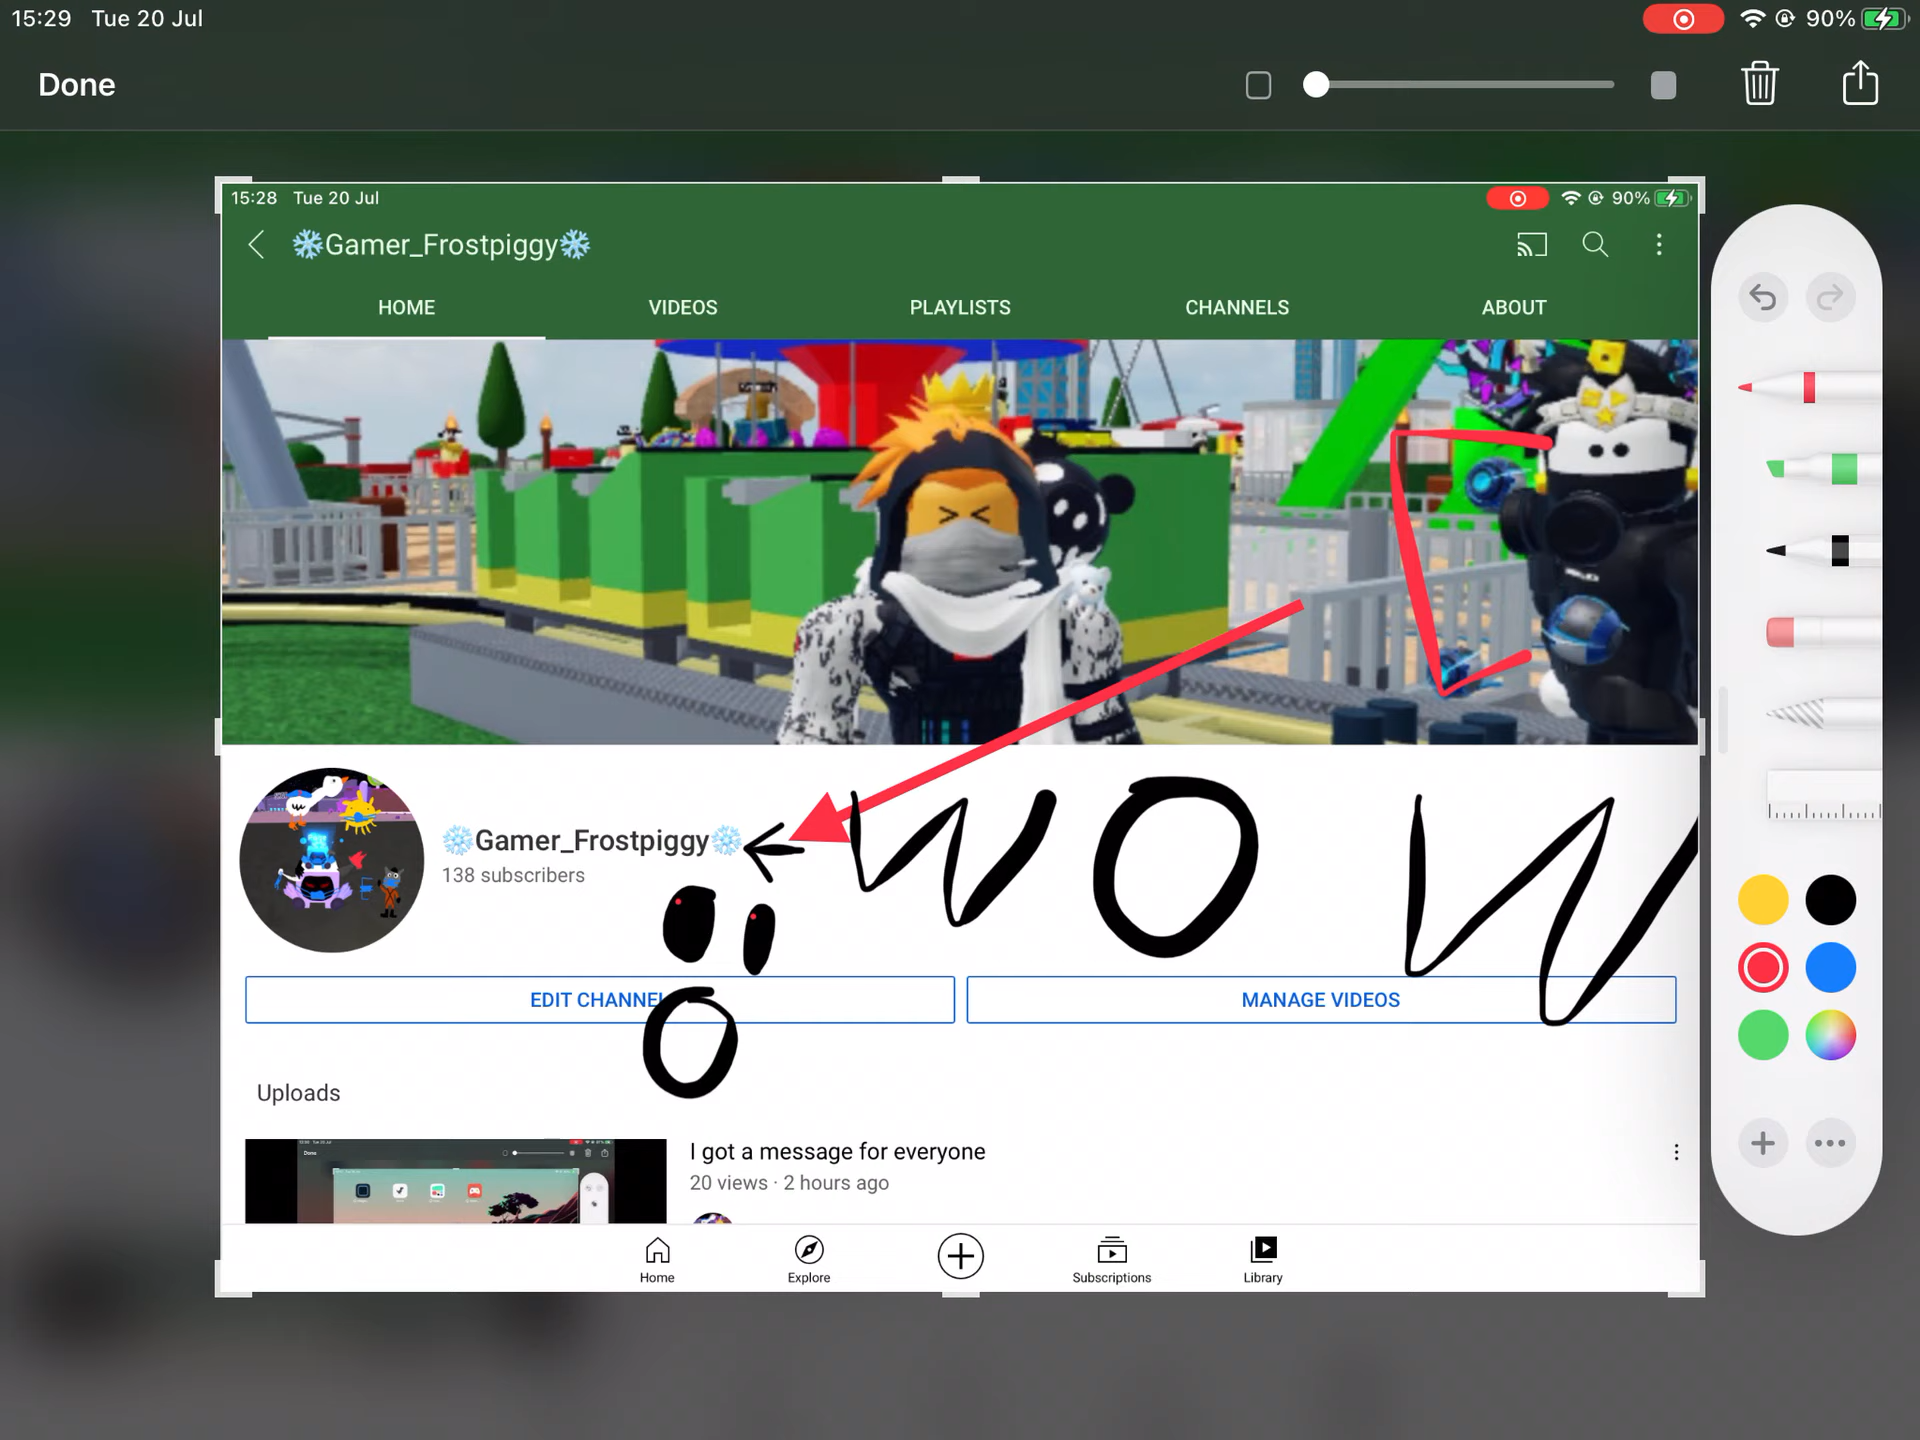 15:29 Tue 20 Jul 90%
Done
15:28 Tue 20 Jul 90%
❄️Gamer_Frostpiggy❄️
HOME VIDEOS PLAYLISTS CHANNELS ABOUT
❄️Gamer_Frostpiggy❄️
138 subscribers
WOW
EDIT CHANNEL MANAGE VIDEOS
Uploads
I got a message for everyone
20 views · 2 hours ago
Home Explore Subscriptions Library